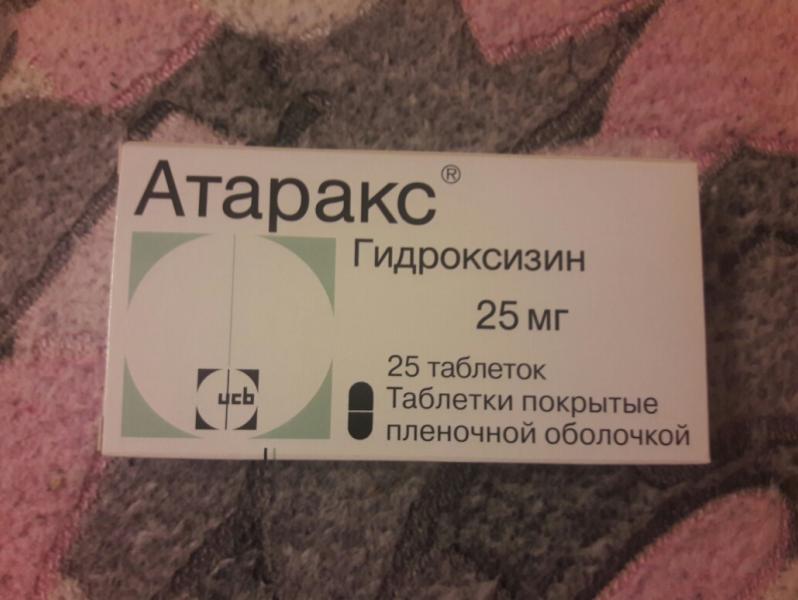 Атаракс®
Гидроксизин
25 мг
25 таблеток
Таблетки покрытые
пленочной оболочкой
ucb